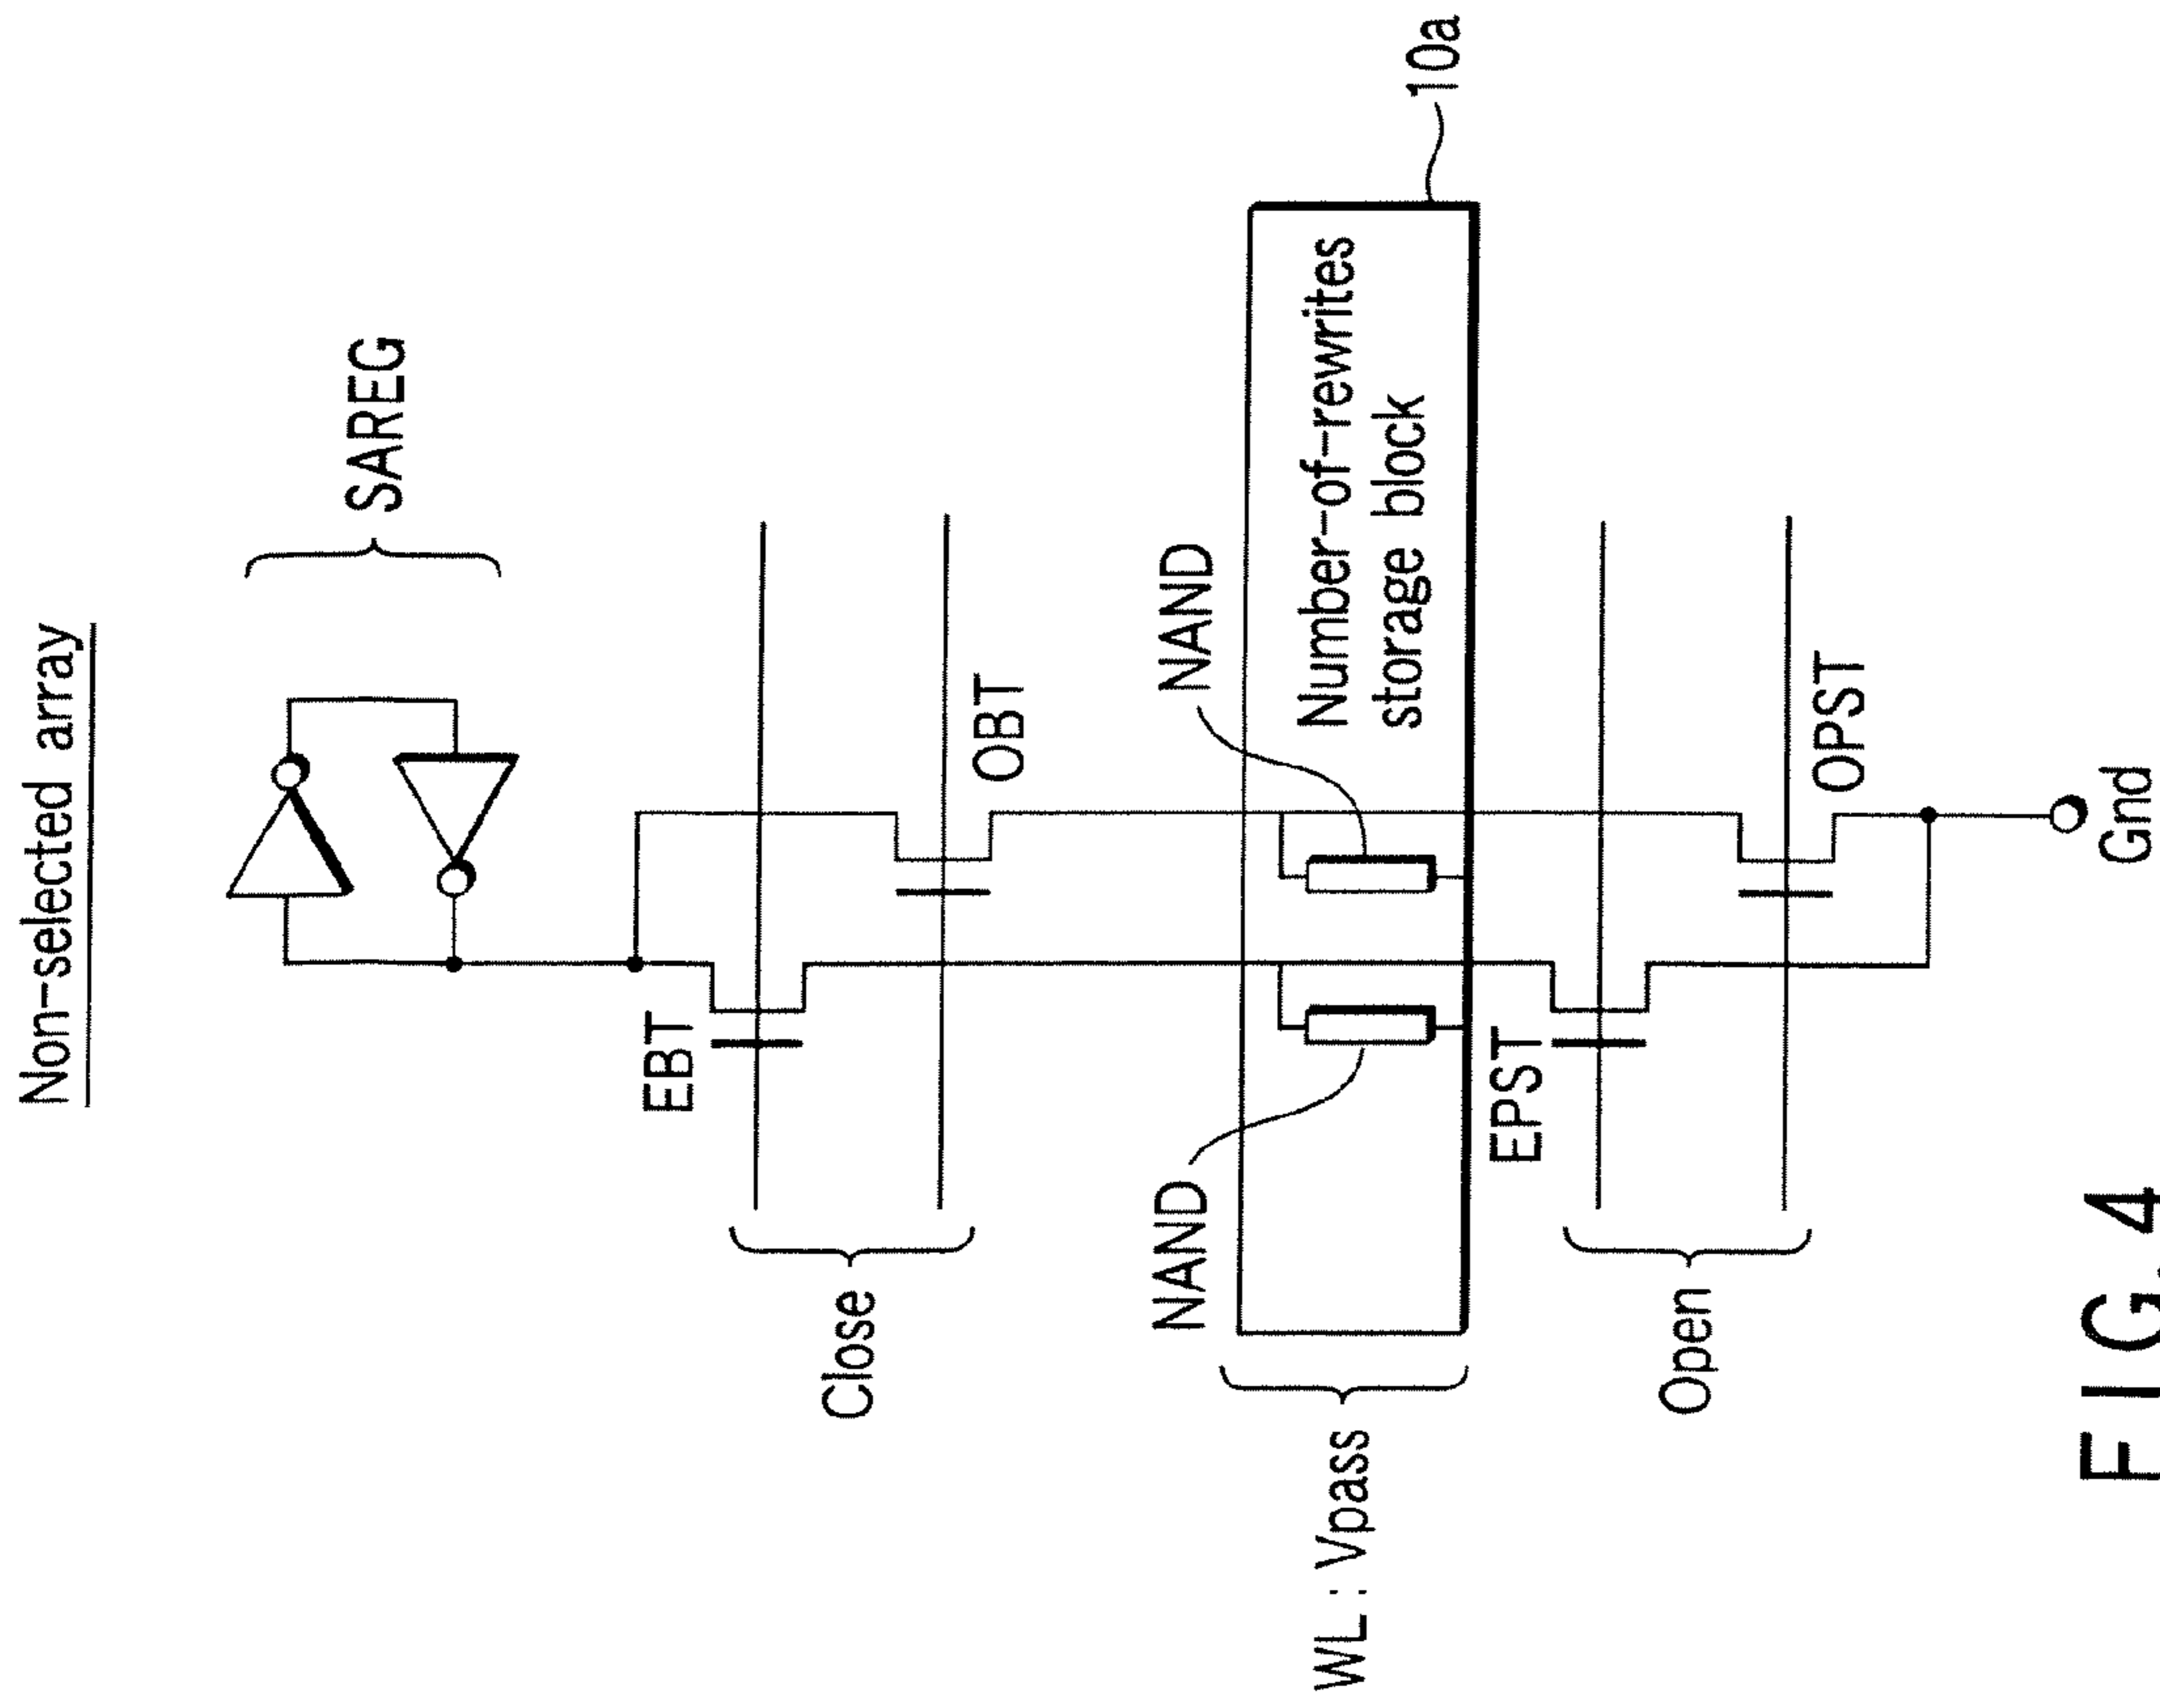 Non-selected array
SAREG
EBT
OBT
Close
NAND
NAND
Number-of-rewrites
storage block
10a
WL : Vpass
EPST
OPST
Open
Gnd
FIG. 4